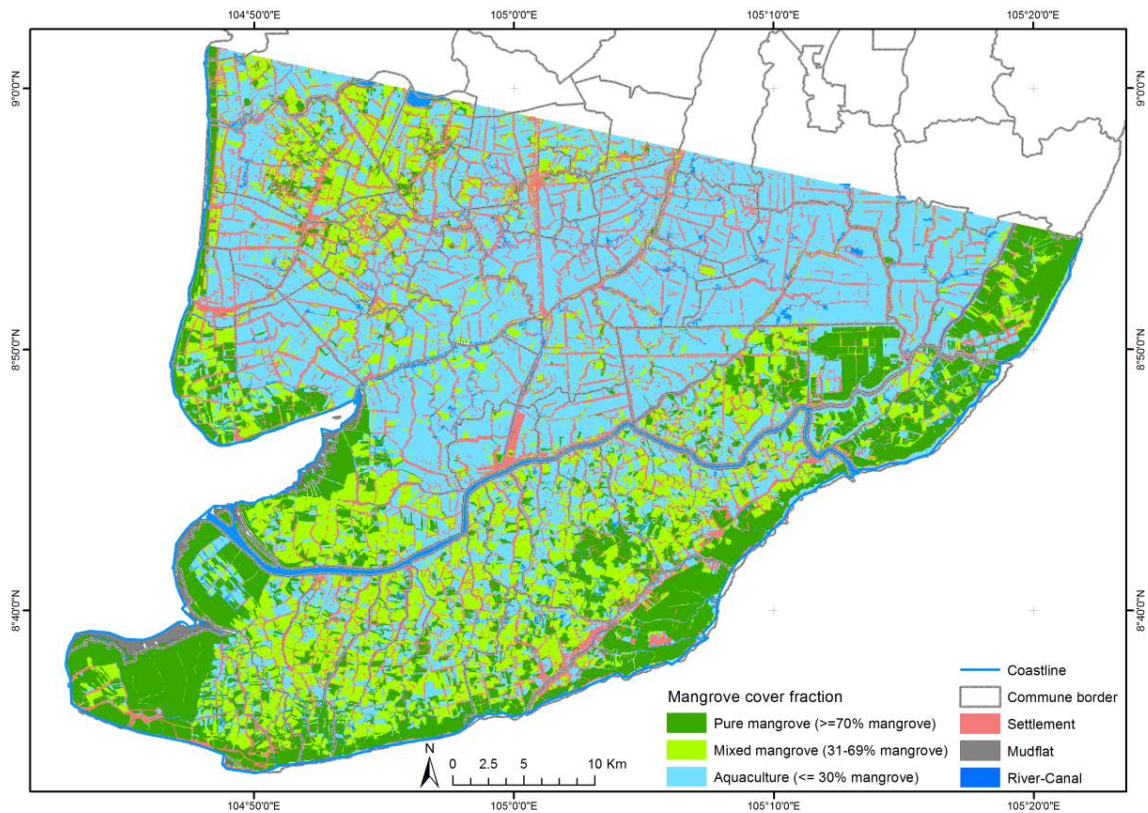 104°50'0"E 105°0'0"E 105°10'0"E 105°20'0"E
9°0'0"N 9°0'0"N
8°50'0"N 8°50'0"N
8°40'0"N 8°40'0"N
Mangrove cover fraction
Pure mangrove (>=70% mangrove)
Mixed mangrove (31-69% mangrove)
Aquaculture (<= 30% mangrove)
Coastline
Commune border
Settlement
Mudflat
River-Canal
N
0 2.5 5 10 Km
104°50'0"E 105°0'0"E 105°10'0"E 105°20'0"E